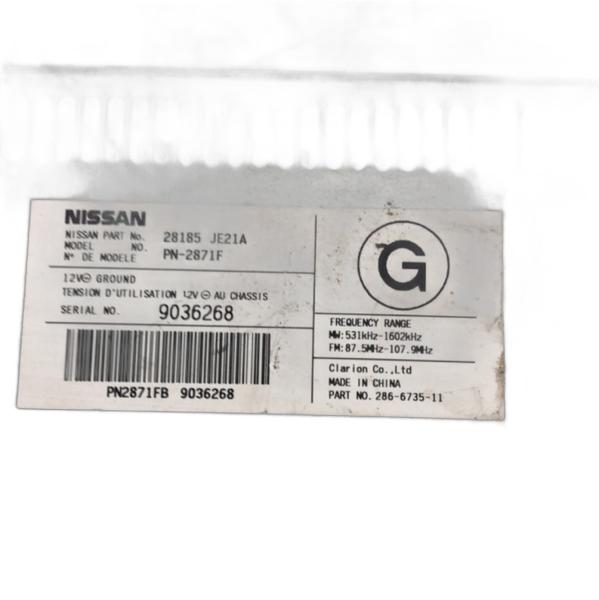 NISSAN
NISSAN PART No. 28185 JE21A
MODEL NO.
N° DE MODELE PN-2871F
12V⊖ GROUND
TENSION D'UTILISATION 12V ⊖ AU CHASSIS
SERIAL NO. 9036268
PN2871FB 9036268
G
FREQUENCY RANGE
MW:531kHz-1602kHz
FM:87.5MHz-107.9MHz
Clarion Co.,Ltd
MADE IN CHINA
PART NO. 286-6735-11